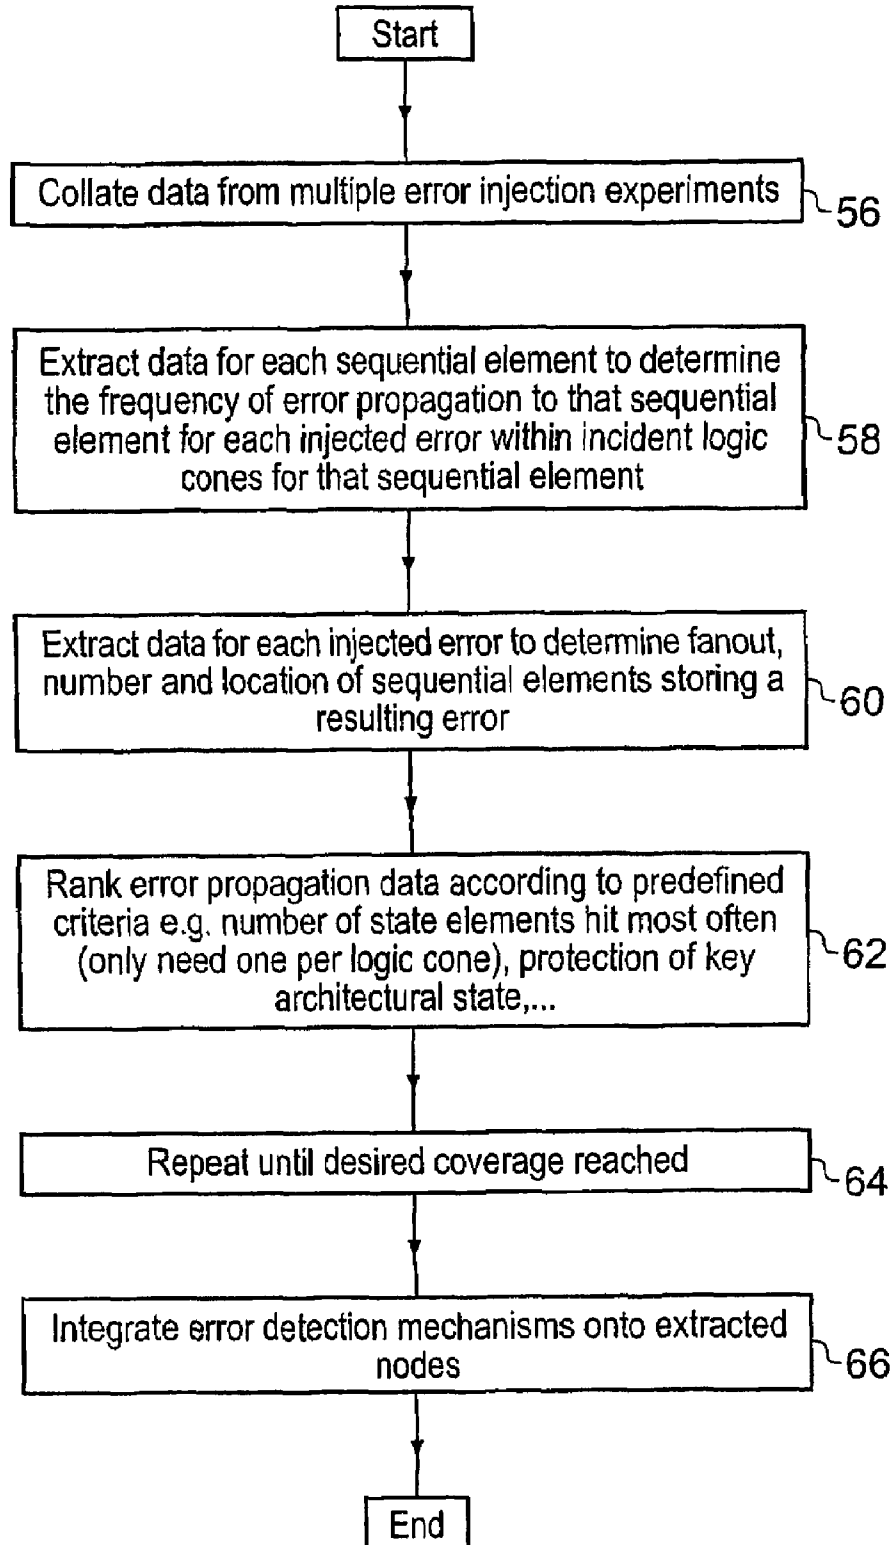 Start
Collate data from multiple error injection experiments
56
Extract data for each sequential element to determine
the frequency of error propagation to that sequential
element for each injected error within incident logic
cones for that sequential element
58
Extract data for each injected error to determine fanout,
number and location of sequential elements storing a
resulting error
60
Rank error propagation data according to predefined
criteria e.g. number of state elements hit most often
(only need one per logic cone), protection of key
architectural state,...
62
Repeat until desired coverage reached
64
Integrate error detection mechanisms onto extracted
nodes
66
End